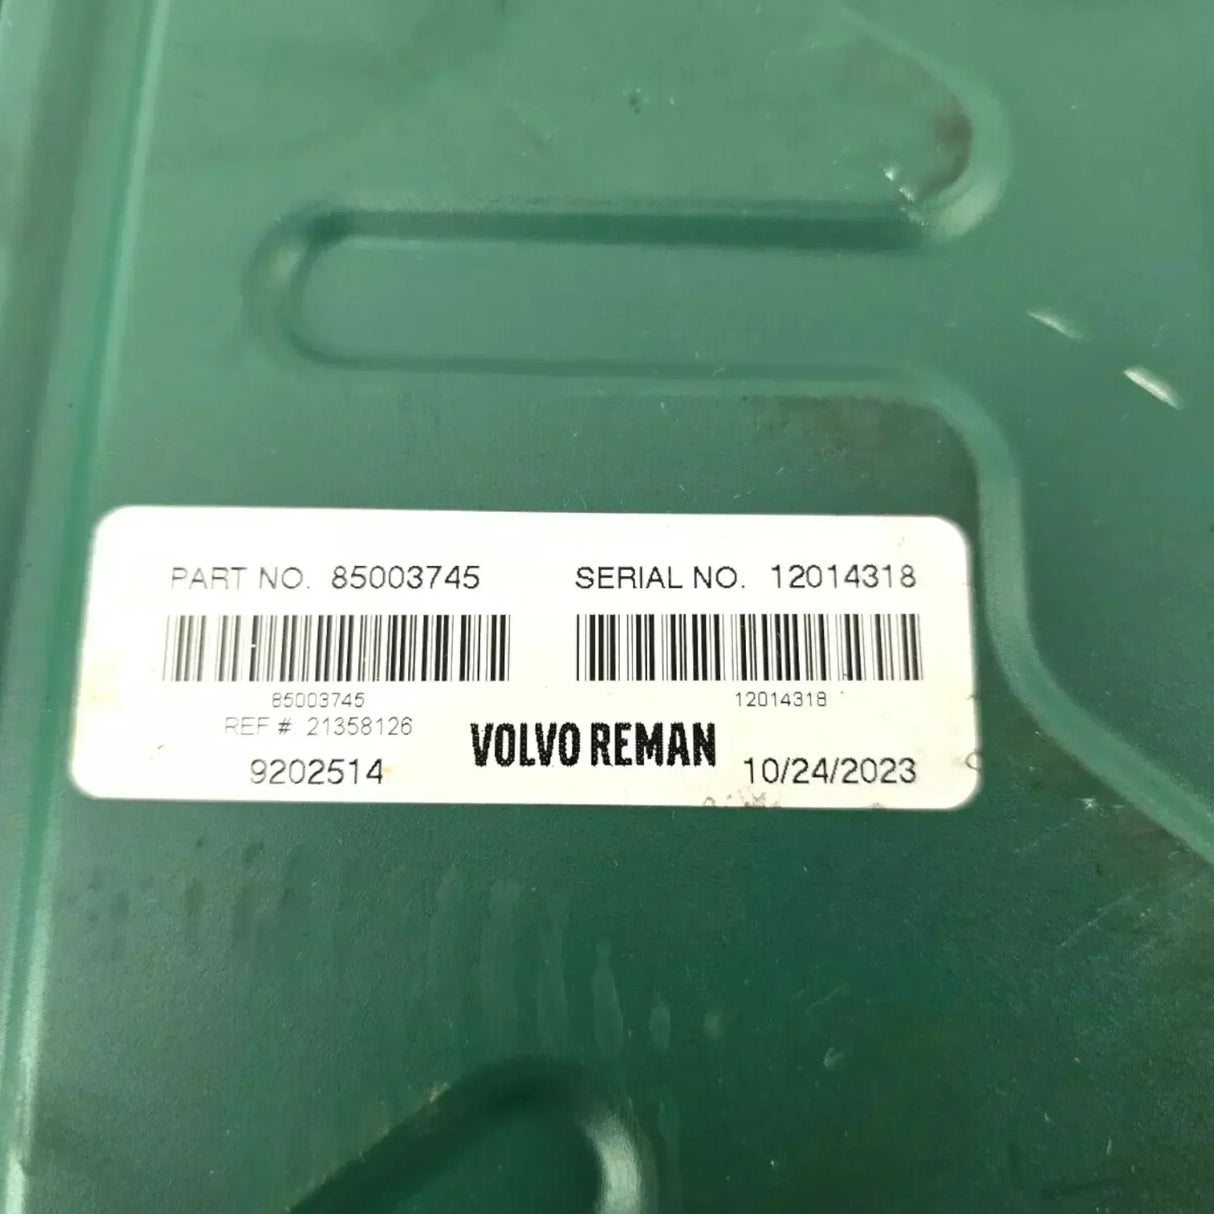 PART NO. 85003745 SERIAL NO. 12014318
85003745 12014318
REF # 21358126
VOLVO REMAN
9202514 10/24/2023